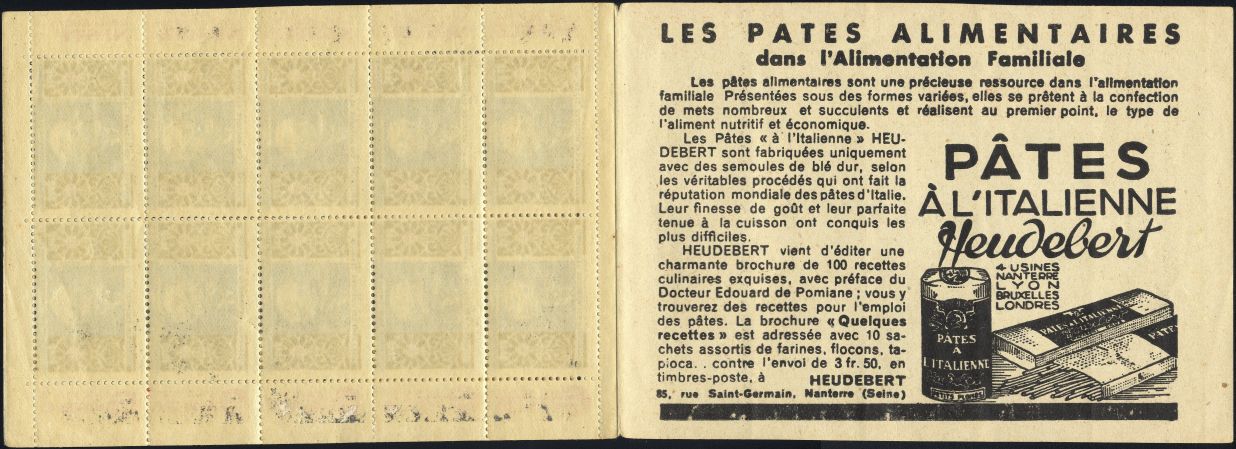 LES PATES ALIMENTAIRES
dans l'Alimentation Familiale
Les pâtes alimentaires sont une précieuse ressource dans l'alimentation
familiale Présentées sous des formes variées, elles se prêtent à la confection
de mets nombreux et succulents et réalisent au premier point, le type de
l'aliment nutritif et économique.
Les Pâtes « à l'Italienne » HEU-
DEBERT sont fabriquées uniquement
avec des semoules de blé dur, selon
les véritables procédés qui ont fait la
réputation mondiale des pâtes d'Italie.
Leur finesse de goût et leur parfaite
tenue à la cuisson ont conquis les
plus difficiles.
HEUDEBERT vient d'éditer une
charmante brochure de 100 recettes
culinaires exquises, avec préface du
Docteur Edouard de Pomiane ; vous y
trouverez des recettes pour l'emploi
des pâtes. La brochure « Quelques
recettes » est adressée avec 10 sa-
chets assortis de farines, flocons, ta-
pioca. . contre l'envoi de 3 fr. 50, en
timbres-poste, à HEUDEBERT
85, rue Saint-Germain, Nanterre (Seine)
PÂTES
À L'ITALIENNE
Heudebert
4 USINES
NANTERRE
LYON
BRUXELLES
LONDRES
PÂTES
A
L'ITALIENNE
PATES A L'ITALIENNE
PATE